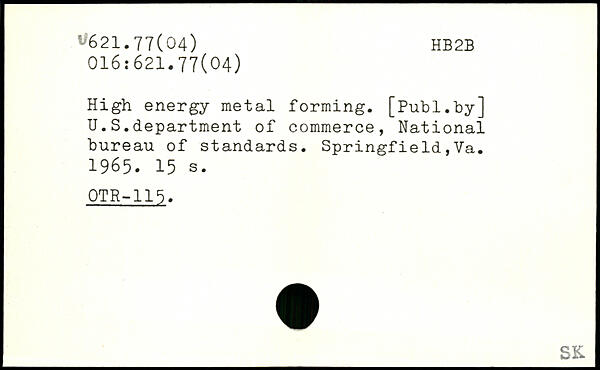 v621.77(04) HB2B
016:621.77(04)
High energy metal forming. [Publ.by]
U.S.department of commerce, National
bureau of standards. Springfield,Va.
1965. 15 s.
OTR-115.
SK